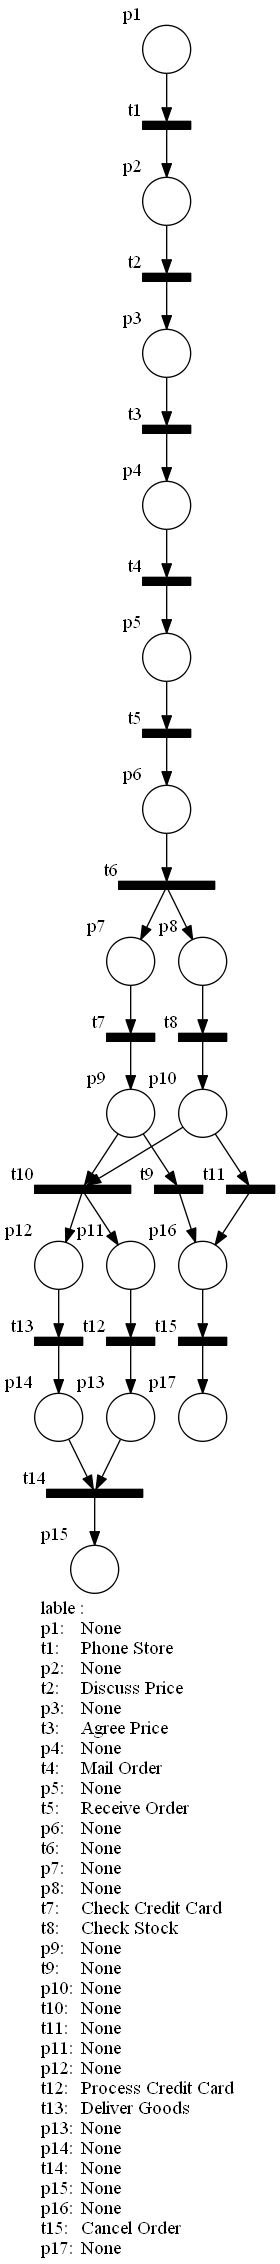 p1
t1
p2
t2
p3
t3
p4
t4
p5
t5
p6
t6
p7 p8
t7 t8
p9 p10
t10 t9 t11
p12 p11 p16
t13 t12 t15
p14 p13 p17
t14
p15
lable :
p1: None
t1: Phone Store
p2: None
t2: Discuss Price
p3: None
t3: Agree Price
p4: None
t4: Mail Order
p5: None
t5: Receive Order
p6: None
t6: None
p7: None
p8: None
t7: Check Credit Card
t8: Check Stock
p9: None
t9: None
p10: None
t10: None
t11: None
p11: None
p12: None
t12: Process Credit Card
t13: Deliver Goods
p13: None
p14: None
t14: None
p15: None
p16: None
t15: Cancel Order
p17: None